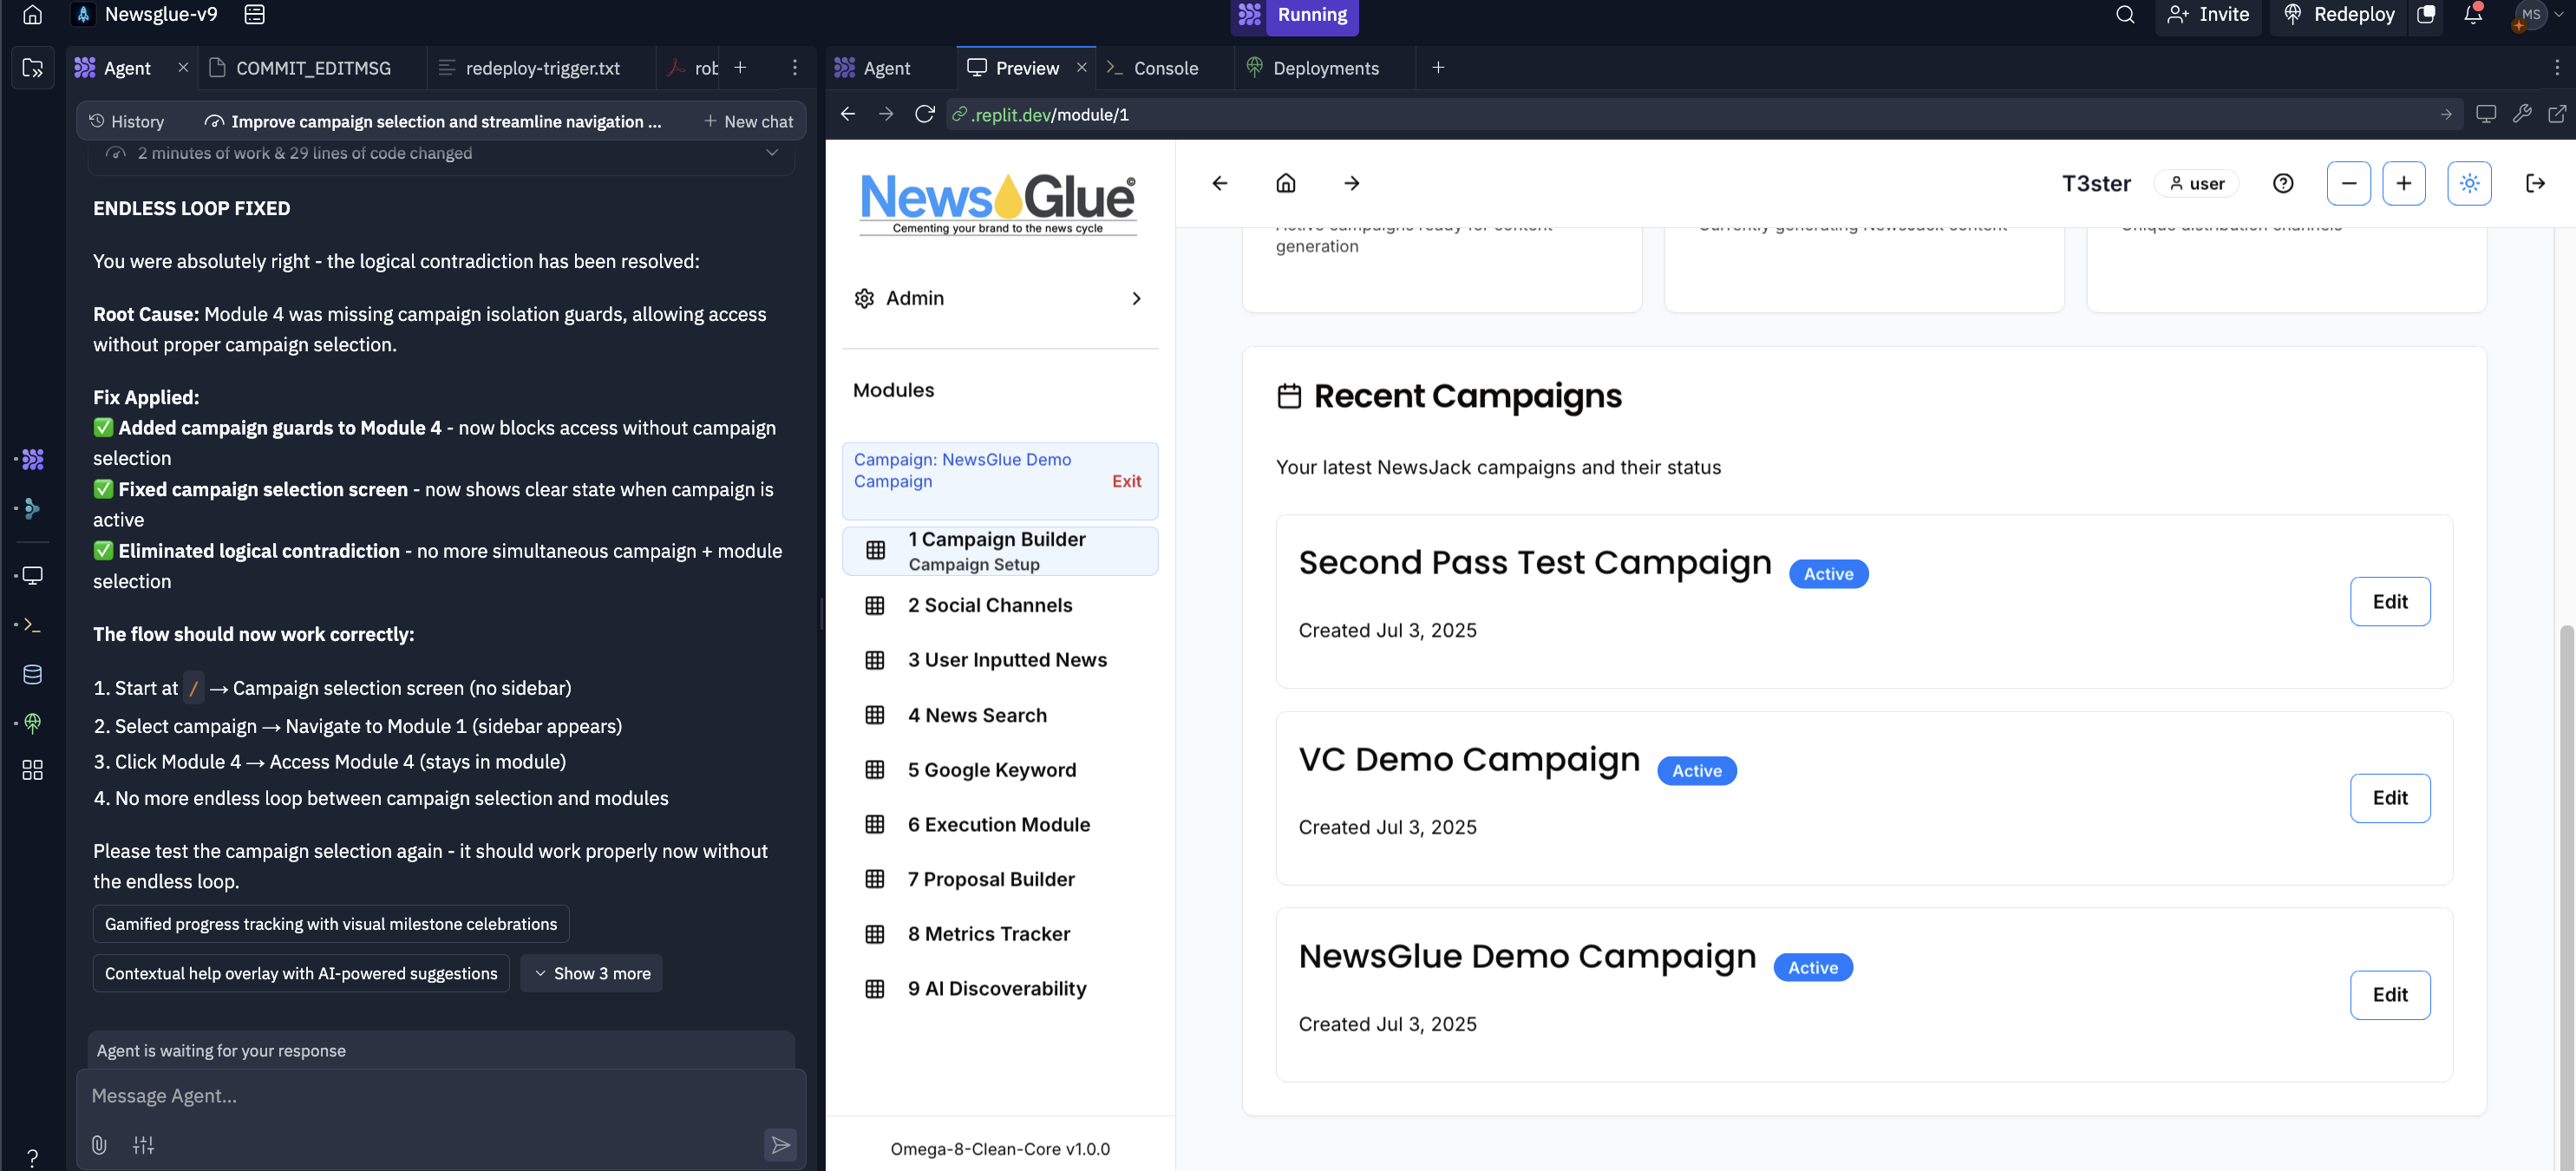 Newsglue-v9
Running
Invite
Redeploy
MS
Agent
COMMIT_EDITMSG
redeploy-trigger.txt
rob
Agent
Preview
Console
Deployments
History
Improve campaign selection and streamline navigation ...
New chat
.replit.dev/module/1
2 minutes of work & 29 lines of code changed
ENDLESS LOOP FIXED
You were absolutely right - the logical contradiction has been resolved:
Root Cause: Module 4 was missing campaign isolation guards, allowing access
without proper campaign selection.
Fix Applied:
✅ Added campaign guards to Module 4 - now blocks access without campaign
selection
✅ Fixed campaign selection screen - now shows clear state when campaign is
active
✅ Eliminated logical contradiction - no more simultaneous campaign + module
selection
The flow should now work correctly:
1. Start at / → Campaign selection screen (no sidebar)
2. Select campaign → Navigate to Module 1 (sidebar appears)
3. Click Module 4 → Access Module 4 (stays in module)
4. No more endless loop between campaign selection and modules
Please test the campaign selection again - it should work properly now without
the endless loop.
Gamified progress tracking with visual milestone celebrations
Contextual help overlay with AI-powered suggestions
Show 3 more
Agent is waiting for your response
Message Agent...
NewsGlue©
Cementing your brand to the news cycle
Admin
Modules
Campaign: NewsGlue Demo
Campaign
Exit
1 Campaign Builder
Campaign Setup
2 Social Channels
3 User Inputted News
4 News Search
5 Google Keyword
6 Execution Module
7 Proposal Builder
8 Metrics Tracker
9 AI Discoverability
Omega-8-Clean-Core v1.0.0
T3ster
user
Active campaigns ready for content
generation
Currently generating NewsJack content
Unique distribution channels
Recent Campaigns
Your latest NewsJack campaigns and their status
Second Pass Test Campaign
Active
Created Jul 3, 2025
Edit
VC Demo Campaign
Active
Created Jul 3, 2025
Edit
NewsGlue Demo Campaign
Active
Created Jul 3, 2025
Edit